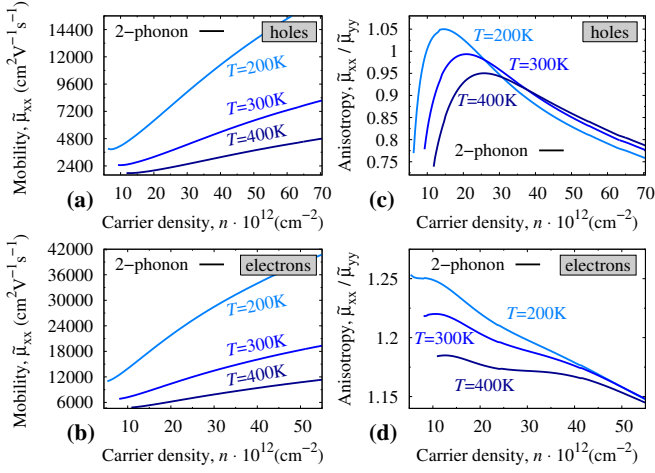 Mobility, μ̃xx (cm²V⁻¹s⁻¹)
14400
12000
9600
7200
4800
2400
2-phonon
holes
T=200K
T=300K
T=400K
0 10 20 30 40 50 60 70
(a)
Carrier density, n · 10¹²(cm⁻²)
Anisotropy, μ̃xx / μ̃yy
1.05
1
0.95
0.9
0.85
0.8
0.75
holes
T=200K
T=300K
T=400K
2-phonon
0 10 20 30 40 50 60 70
(c)
Carrier density, n · 10¹²(cm⁻²)
Mobility, μ̃xx (cm²V⁻¹s⁻¹)
42000
36000
30000
24000
18000
12000
6000
2-phonon
electrons
T=200K
T=300K
T=400K
0 10 20 30 40 50
(b)
Carrier density, n · 10¹²(cm⁻²)
Anisotropy, μ̃xx / μ̃yy
1.25
1.2
1.15
2-phonon
electrons
T=200K
T=300K
T=400K
0 10 20 30 40 50
(d)
Carrier density, n · 10¹²(cm⁻²)